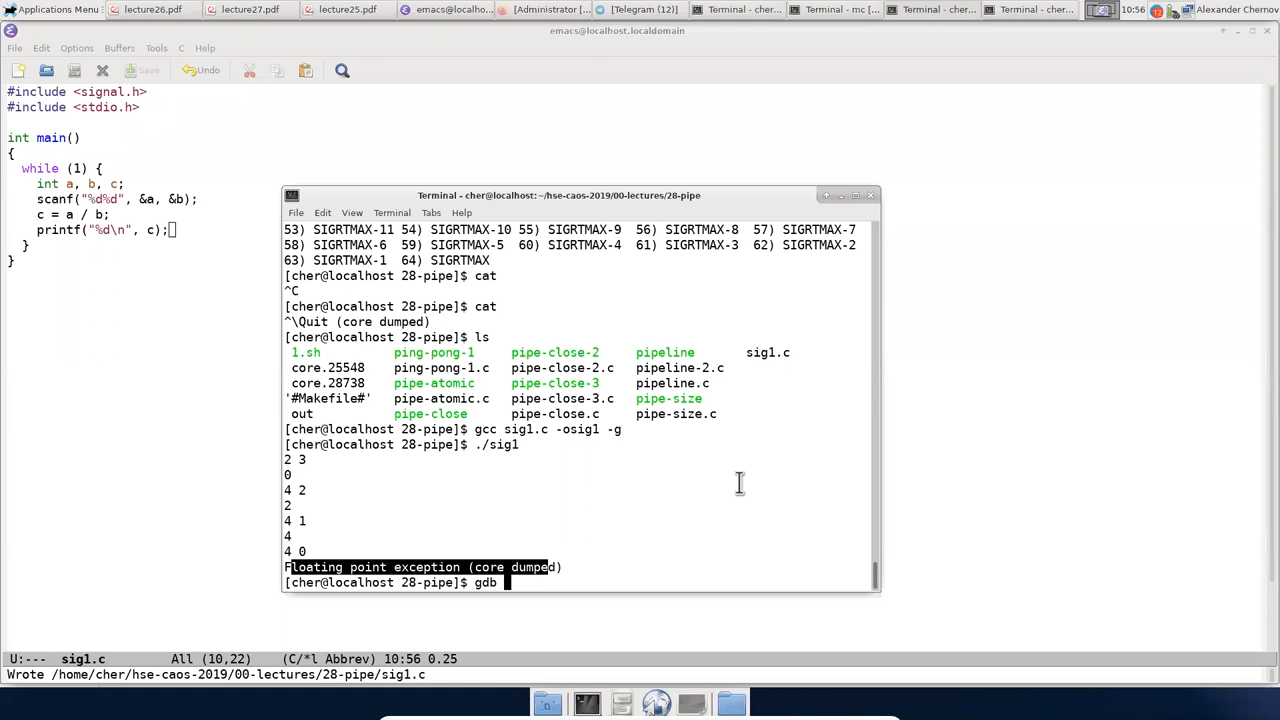 Applications Menu lecture26.pdf lecture27.pdf lecture25.pdf emacs@localho... [Administrator [... [Telegram (12)] Terminal - cher... Terminal - mc [... Terminal - cher... Terminal - cher... 12 10:56 Alexander Chernov
emacs@localhost.localdomain
File Edit Options Buffers Tools C Help
Save Undo
#include <signal.h>
#include <stdio.h>
int main()
{
while (1) {
int a, b, c;
scanf("%d%d", &a, &b);
c = a / b;
printf("%d\n", c);
}
}
Terminal - cher@localhost:~/hse-caos-2019/00-lectures/28-pipe
File Edit View Terminal Tabs Help
53) SIGRTMAX-11 54) SIGRTMAX-10 55) SIGRTMAX-9 56) SIGRTMAX-8 57) SIGRTMAX-7
58) SIGRTMAX-6 59) SIGRTMAX-5 60) SIGRTMAX-4 61) SIGRTMAX-3 62) SIGRTMAX-2
63) SIGRTMAX-1 64) SIGRTMAX
[cher@localhost 28-pipe]$ cat
^C
[cher@localhost 28-pipe]$ cat
^\Quit (core dumped)
[cher@localhost 28-pipe]$ ls
1.sh ping-pong-1 pipe-close-2 pipeline sig1.c
core.25548 ping-pong-1.c pipe-close-2.c pipeline-2.c
core.28738 pipe-atomic pipe-close-3 pipeline.c
'#Makefile#' pipe-atomic.c pipe-close-3.c pipe-size
out pipe-close pipe-close.c pipe-size.c
[cher@localhost 28-pipe]$ gcc sig1.c -osig1 -g
[cher@localhost 28-pipe]$ ./sig1
2 3
0
4 2
2
4 1
4
4 0
Floating point exception (core dumped)
[cher@localhost 28-pipe]$ gdb
U:--- sig1.c All (10,22) (C/*l Abbrev) 10:56 0.25
Wrote /home/cher/hse-caos-2019/00-lectures/28-pipe/sig1.c